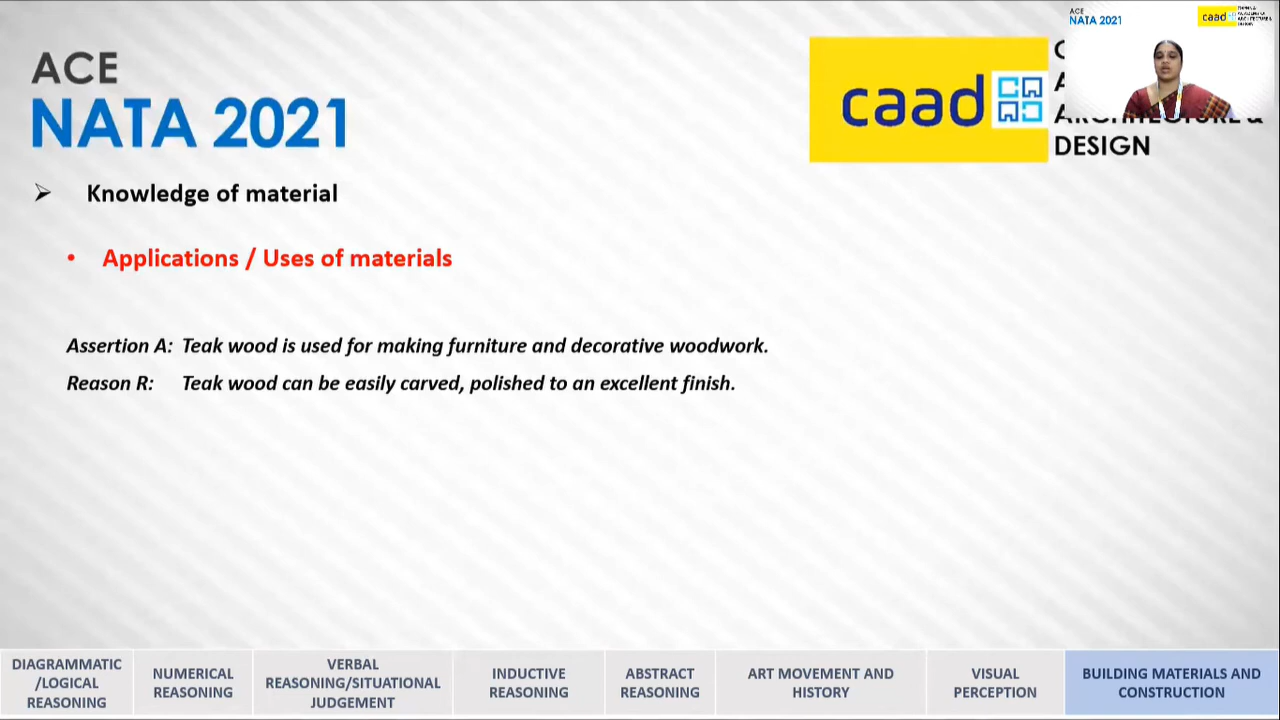 ACE
NATA 2021
caad
ARCHITECTURE &
DESIGN
ACE
NATA 2021
caad
➢ Knowledge of material
• Applications / Uses of materials
Assertion A: Teak wood is used for making furniture and decorative woodwork.
Reason R: Teak wood can be easily carved, polished to an excellent finish.
DIAGRAMMATIC
/LOGICAL
REASONING
NUMERICAL
REASONING
VERBAL
REASONING/SITUATIONAL
JUDGEMENT
INDUCTIVE
REASONING
ABSTRACT
REASONING
ART MOVEMENT AND
HISTORY
VISUAL
PERCEPTION
BUILDING MATERIALS AND
CONSTRUCTION